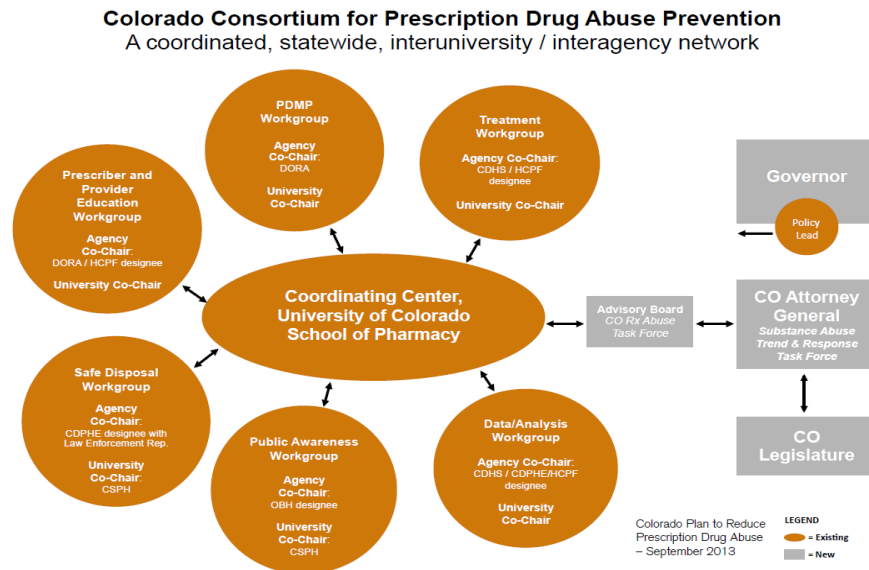 Colorado Consortium for Prescription Drug Abuse Prevention
A coordinated, statewide, interuniversity / interagency network
PDMP
Workgroup
Agency
Co-Chair:
DORA
University
Co-Chair
Treatment
Workgroup
Agency Co-Chair:
CDHS / HCPF
designee
University Co-Chair
Prescriber and
Provider
Education
Workgroup
Agency
Co-Chair:
DORA / HCPF designee
University Co-Chair
Governor
Policy
Lead
Coordinating Center,
University of Colorado
School of Pharmacy
Advisory Board
CO Rx Abuse
Task Force
CO Attorney
General
Substance Abuse
Trend & Response
Task Force
CO
Legislature
Safe Disposal
Workgroup
Agency
Co-Chair:
CDPHE designee with
Law Enforcement Rep.
University
Co-Chair:
CSPH
Public Awareness
Workgroup
Agency
Co-Chair:
OBH designee
University
Co-Chair:
CSPH
Data/Analysis
Workgroup
Agency Co-Chair:
CDHS / CDPHE/HCPF
designee
University
Co-Chair
Colorado Plan to Reduce
Prescription Drug Abuse
– September 2013
LEGEND
= Existing
= New